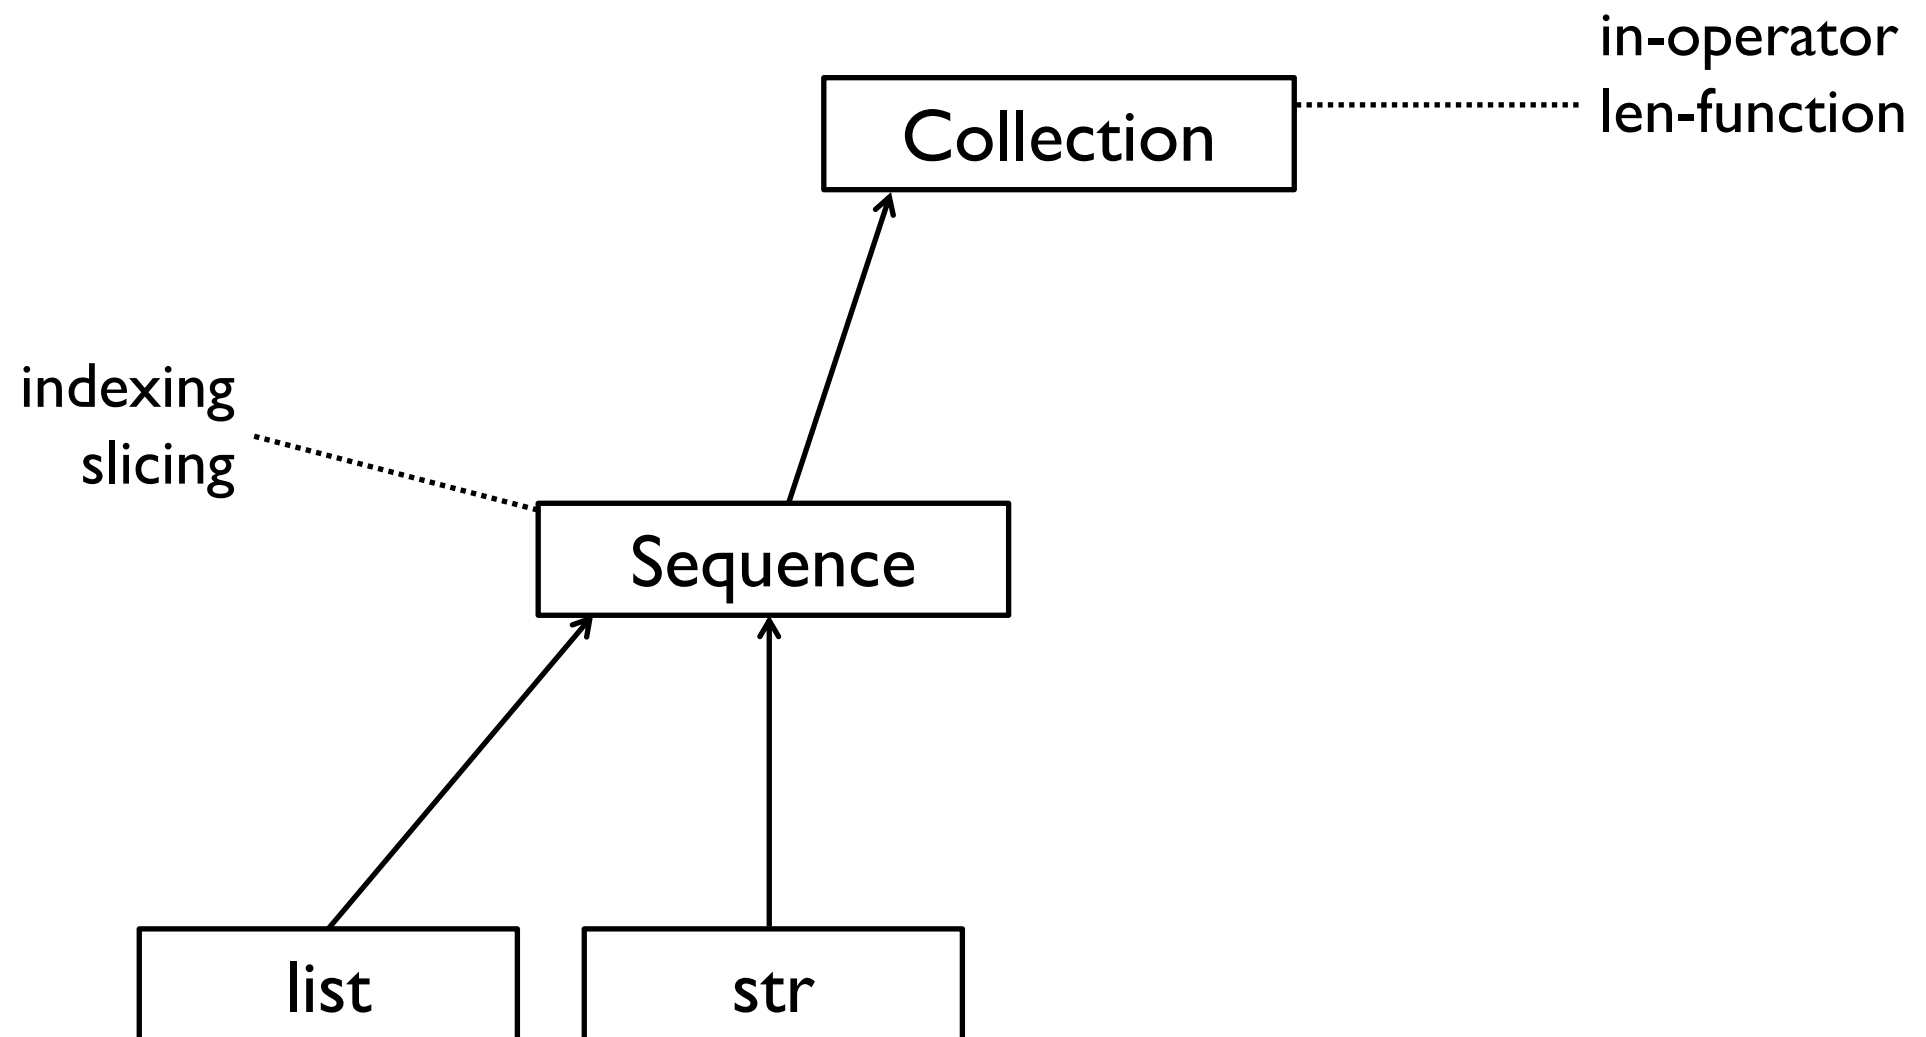 in-operator
len-function
Collection
indexing
slicing
Sequence
list
str